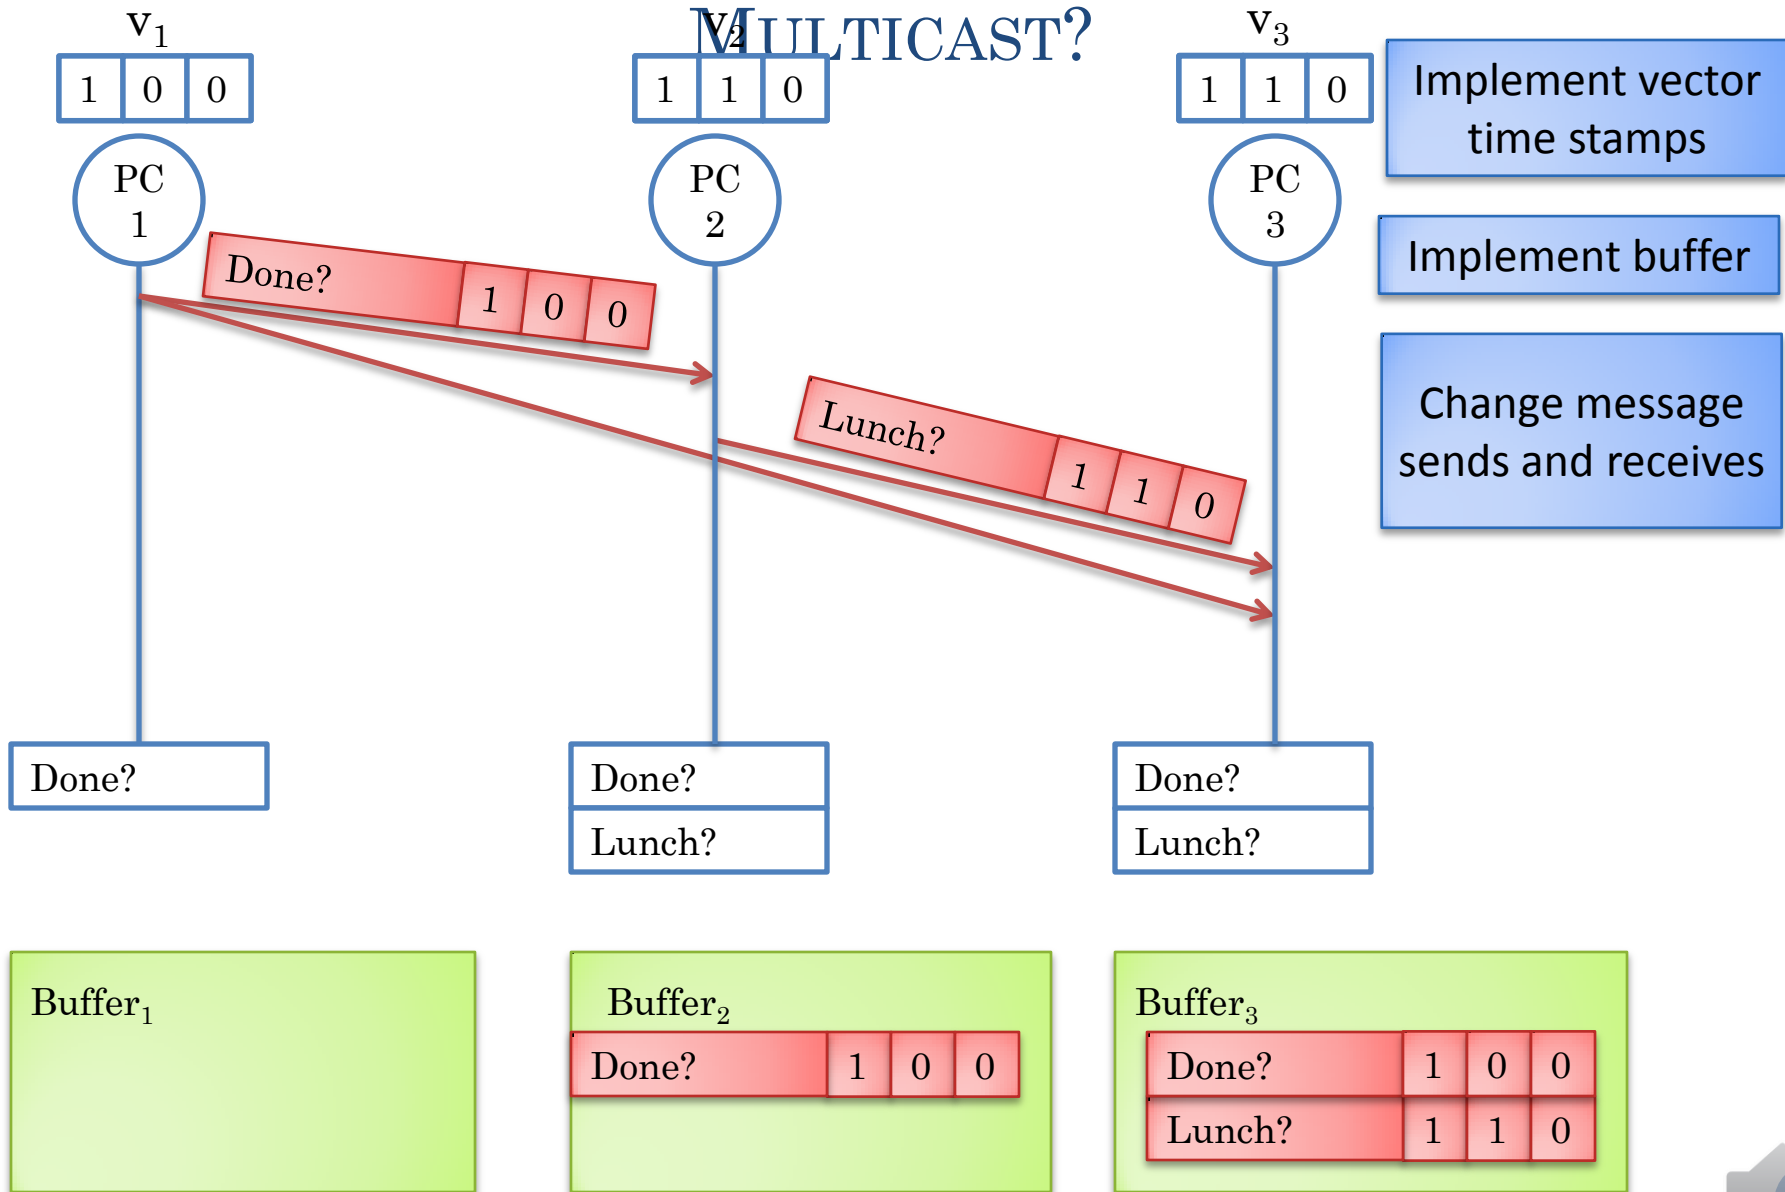 MULTICAST?
v1
v2
v3
1 0 0
1 1 0
1 1 0
PC
1
PC
2
PC
3
Implement vector
time stamps
Implement buffer
Change message
sends and receives
Done? 1 0 0
Lunch? 1 1 0
Done?
Done?
Lunch?
Done?
Lunch?
Buffer1
Buffer2
Done? 1 0 0
Buffer3
Done? 1 0 0
Lunch? 1 1 0